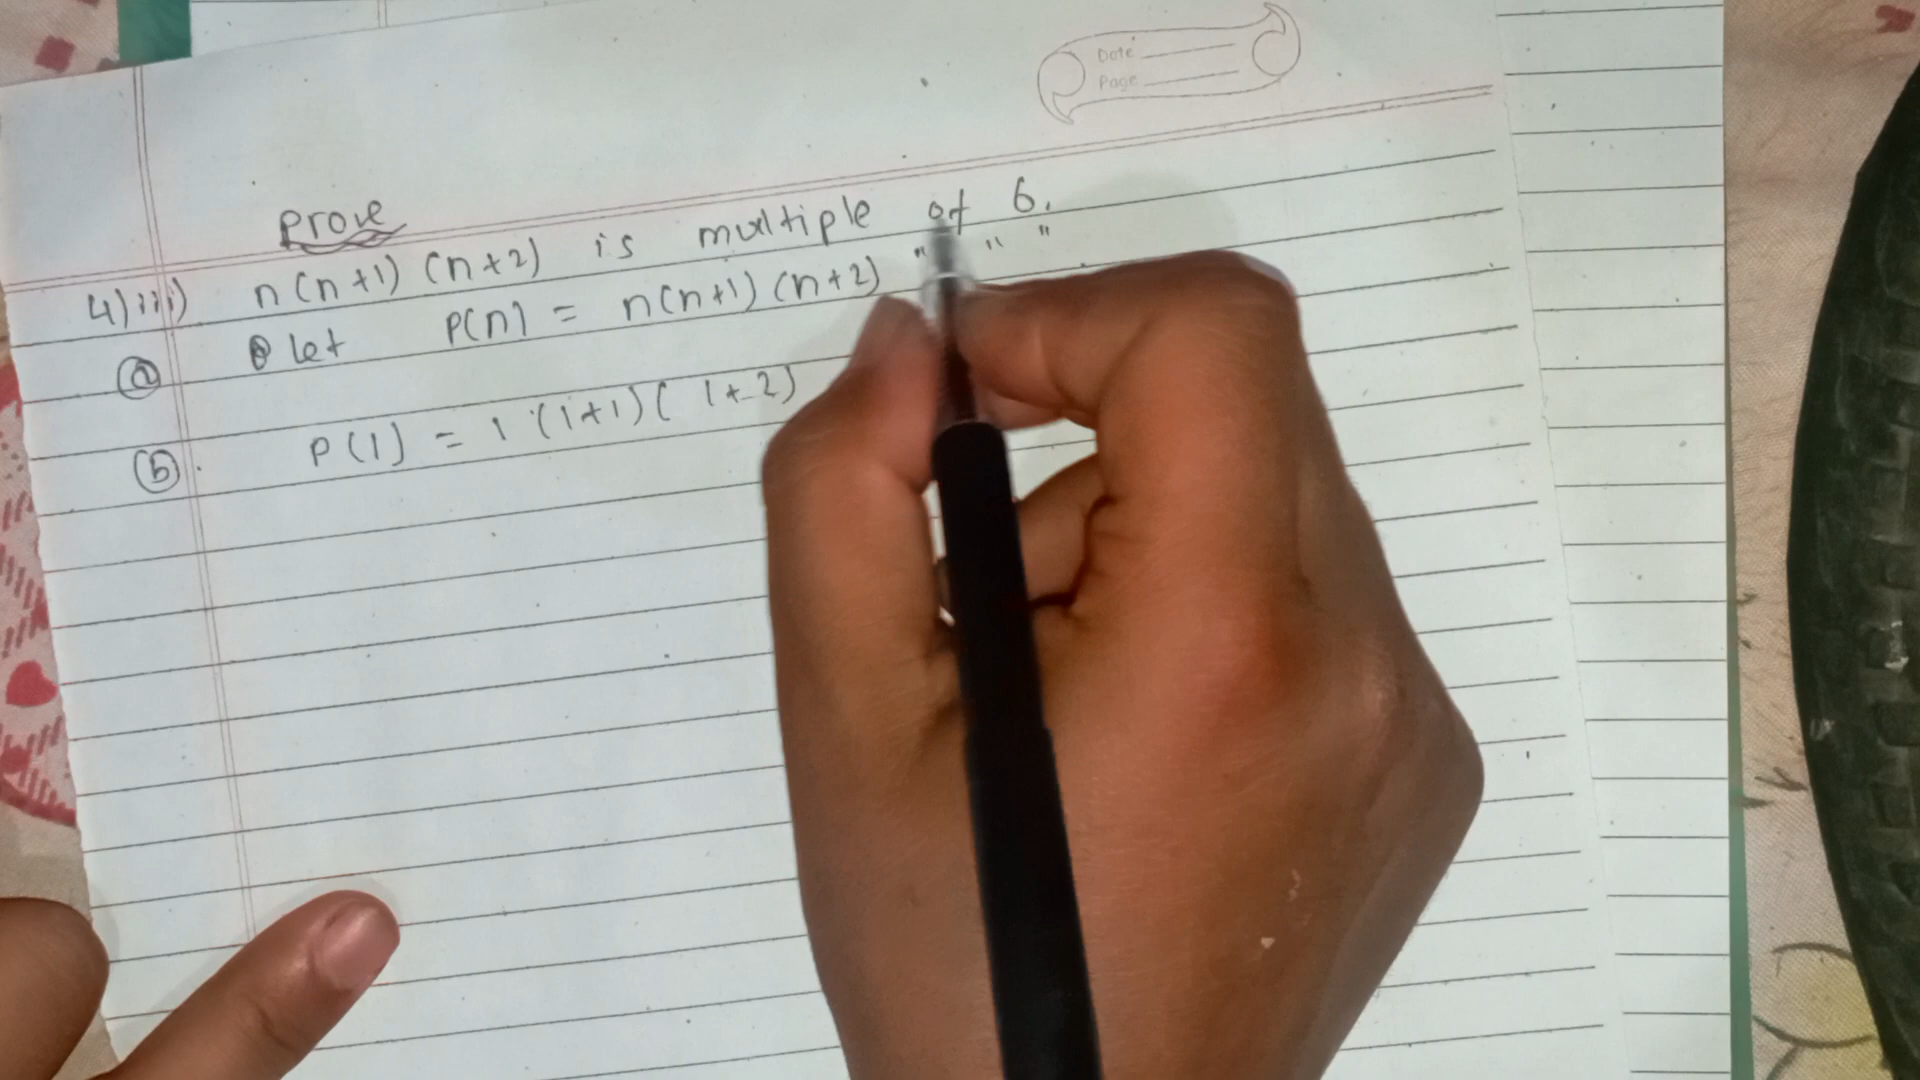 Date
Page
Prove
4) iii) n(n+1) (n+2) is multiple of 6.
(a) let P(n) = n(n+1) (n+2) " " "
(b) P(1) = 1 (1+1) ( 1+2)